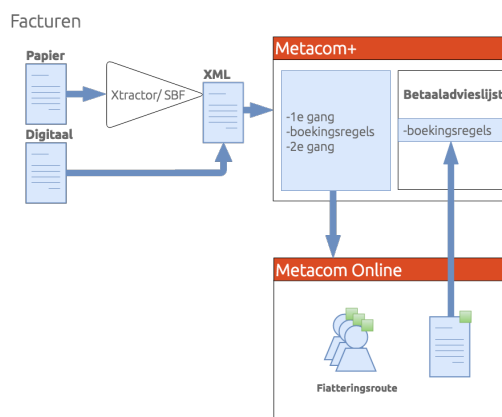 Facturen
Papier
Xtractor/ SBF
XML
Digitaal
Metacom+
-1e gang
-boekingsregels
-2e gang
Betaaladvieslijst
-boekingsregels
Metacom Online
Fiatteringsroute